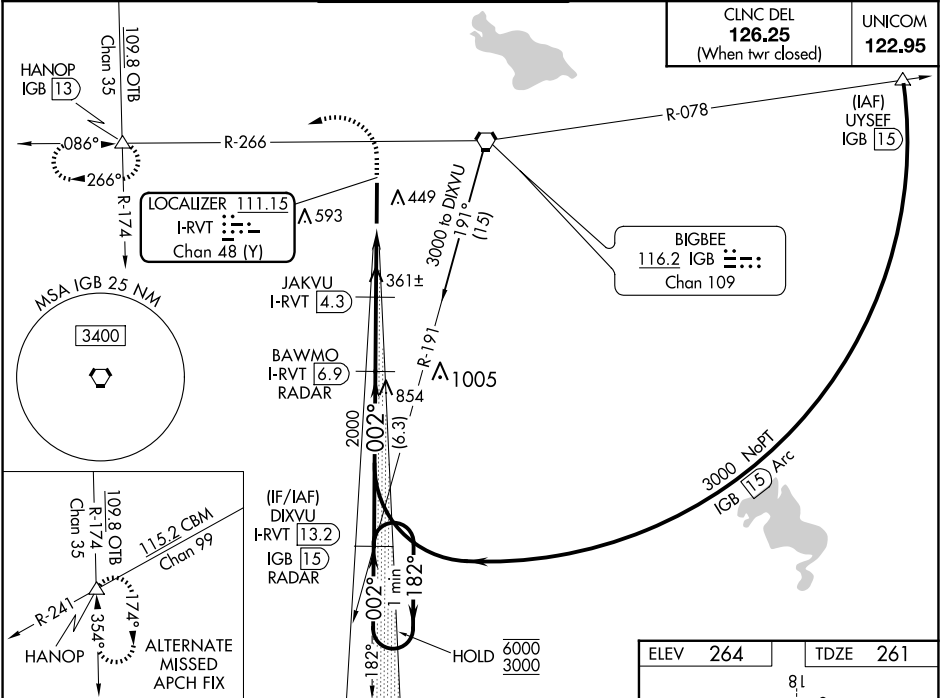 CLNC DEL
126.25
(When twr closed)
UNICOM
122.95
109.8 OTB
Chan 35
HANOP
IGB 13
086°
266°
R-266
R-174
R-078
(IAF)
UYSEF
IGB 15
LOCALIZER 111.15
I-RVT
Chan 48 (Y)
593
449
3000 to DIXVU
191°
(15)
BIGBEE
116.2 IGB
Chan 109
MSA IGB 25 NM
3400
JAKVU
I-RVT 4.3
361±
R-191
BAWMO
I-RVT 6.9
RADAR
1005
854
2000
002°
(6.3)
3000 NoPT
IGB 15 Arc
(IF/IAF)
DIXVU
I-RVT 13.2
IGB 15
RADAR
002°
1 min
182°
182°
HOLD
6000
3000
109.8 OTB
R-174
Chan 35
115.2 CBM
Chan 99
R-241
174°
354°
HANOP
ALTERNATE
MISSED
APCH FIX
ELEV 264
TDZE 261
18